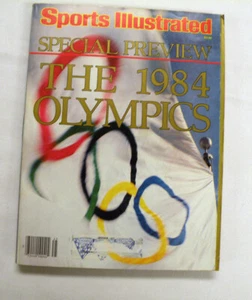 Sports Illustrated
SPECIAL PREVIEW
THE 1984
OLYMPICS